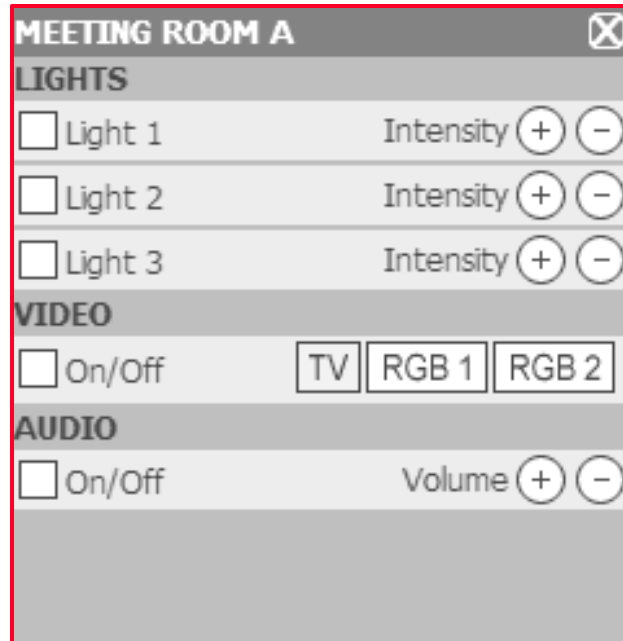 MEETING ROOM A
LIGHTS
Light 1 Intensity + −
Light 2 Intensity + −
Light 3 Intensity + −
VIDEO
On/Off TV RGB 1 RGB 2
AUDIO
On/Off Volume + −